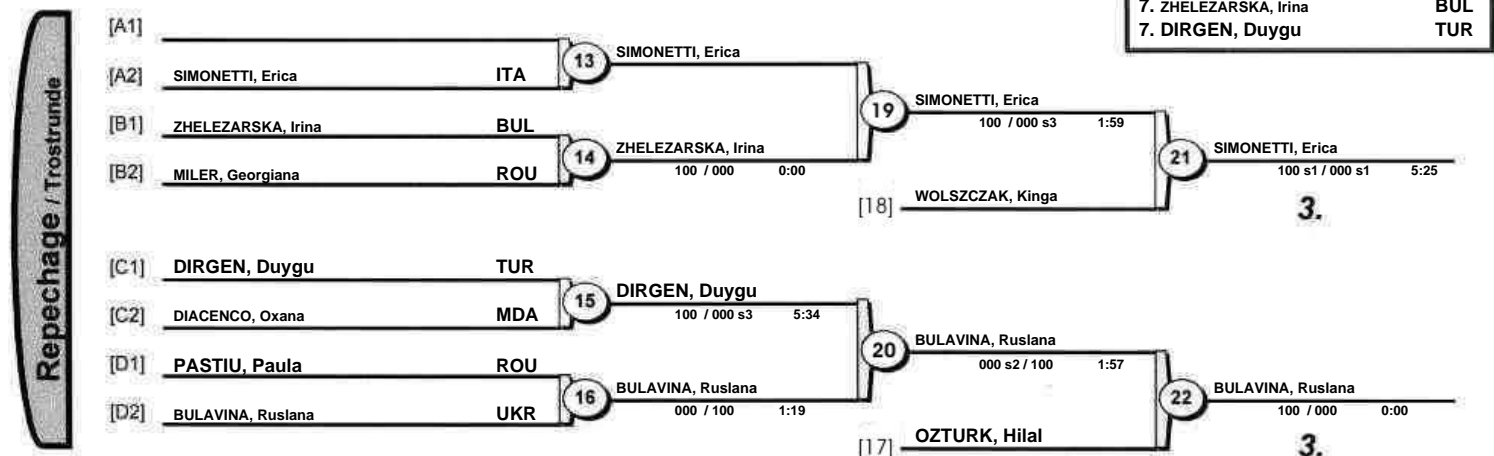 7. ZHELEZARSKA, Irina BUL
7. DIRGEN, Duygu TUR
Repechage / Trostrunde
[A1]
13 SIMONETTI, Erica
[A2] SIMONETTI, Erica ITA
19 SIMONETTI, Erica
100 / 000 s3 1:59
[B1] ZHELEZARSKA, Irina BUL
14 ZHELEZARSKA, Irina
100 / 000 0:00
21 SIMONETTI, Erica
100 s1 / 000 s1 5:25
[B2] MILER, Georgiana ROU
[18] WOLSZCZAK, Kinga
3.
[C1] DIRGEN, Duygu TUR
15 DIRGEN, Duygu
100 / 000 s3 5:34
[C2] DIACENCO, Oxana MDA
20 BULAVINA, Ruslana
000 s2 / 100 1:57
[D1] PASTIU, Paula ROU
16 BULAVINA, Ruslana
000 / 100 1:19
22 BULAVINA, Ruslana
100 / 000 0:00
[D2] BULAVINA, Ruslana UKR
[17] OZTURK, Hilal
3.